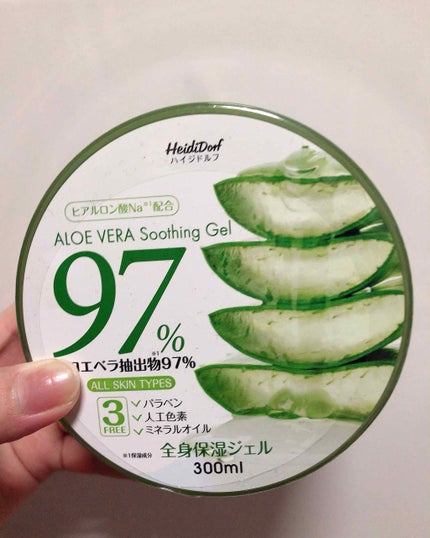 HeidiDorf
ハイジドルフ
ヒアルロン酸Na※1配合
ALOE VERA Soothing Gel
97%
ロエベラ抽出物※197%
ALL SKIN TYPES
3 FREE
✓パラベン
✓人工色素
✓ミネラルオイル
※1保湿成分
全身保湿ジェル
300ml